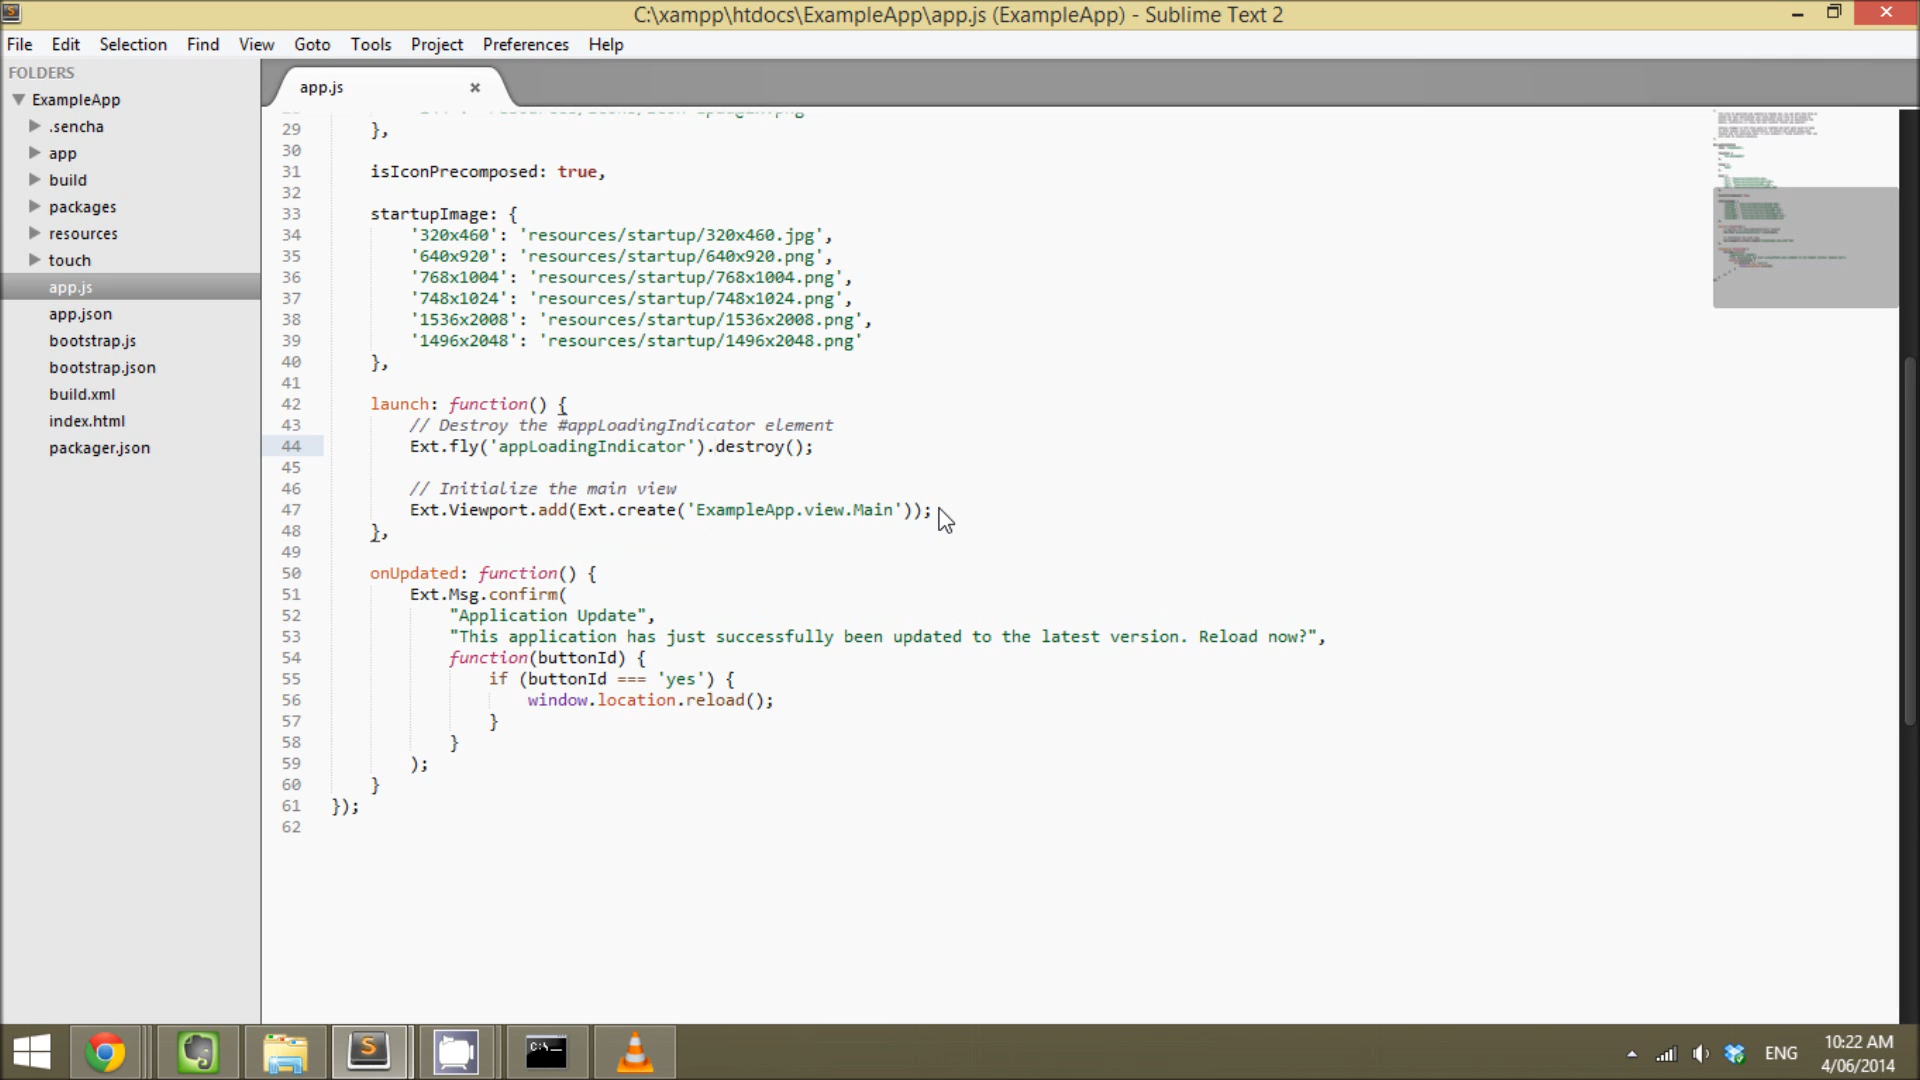 C:\xampp\htdocs\ExampleApp\app.js (ExampleApp) - Sublime Text 2
File Edit Selection Find View Goto Tools Project Preferences Help
FOLDERS
ExampleApp
.sencha
app
build
packages
resources
touch
app.js
app.json
bootstrap.js
bootstrap.json
build.xml
index.html
packager.json
app.js
29 },
30
31 isIconPrecomposed: true,
32
33 startupImage: {
34 '320x460': 'resources/startup/320x460.jpg',
35 '640x920': 'resources/startup/640x920.png',
36 '768x1004': 'resources/startup/768x1004.png',
37 '748x1024': 'resources/startup/748x1024.png',
38 '1536x2008': 'resources/startup/1536x2008.png',
39 '1496x2048': 'resources/startup/1496x2048.png'
40 },
41
42 launch: function() {
43 // Destroy the #appLoadingIndicator element
44 Ext.fly('appLoadingIndicator').destroy();
45
46 // Initialize the main view
47 Ext.Viewport.add(Ext.create('ExampleApp.view.Main'));
48 },
49
50 onUpdated: function() {
51 Ext.Msg.confirm(
52 "Application Update",
53 "This application has just successfully been updated to the latest version. Reload now?",
54 function(buttonId) {
55 if (buttonId === 'yes') {
56 window.location.reload();
57 }
58 }
59 );
60 }
61 });
62
ENG
10:22 AM
4/06/2014